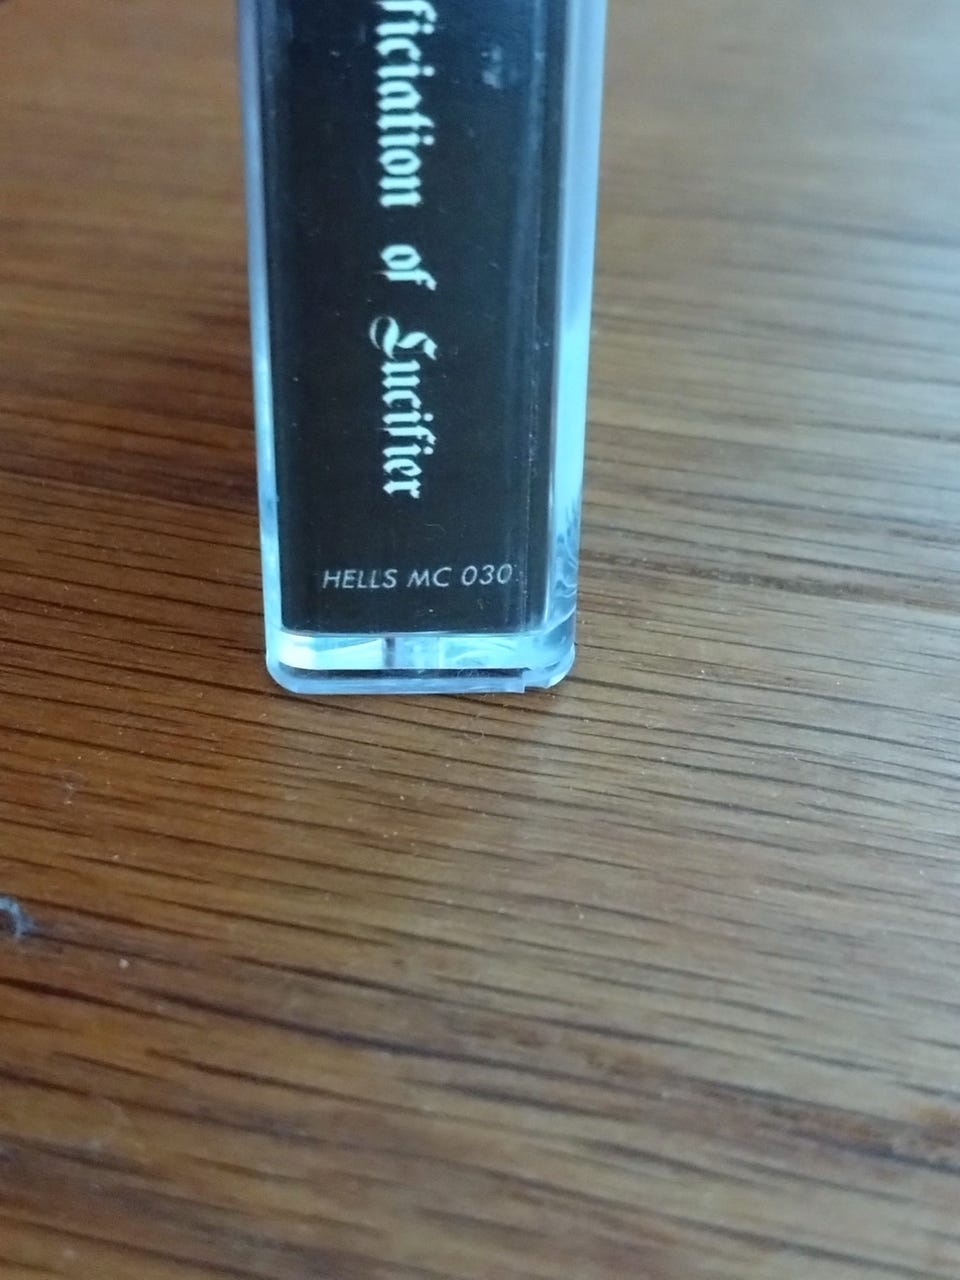 ficiation of Lucifier
HELLS MC 030